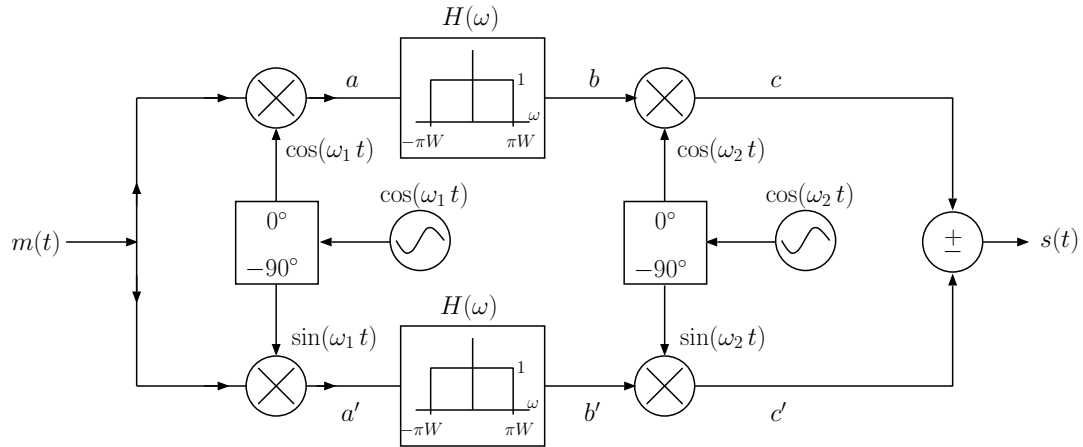 H(ω)
a
1
ω
−πW
πW
b
c
cos(ω₁ t)
cos(ω₂ t)
0°
−90°
cos(ω₁ t)
0°
−90°
cos(ω₂ t)
m(t)
±
s(t)
H(ω)
sin(ω₁ t)
sin(ω₂ t)
1
ω
−πW
πW
a′
b′
c′